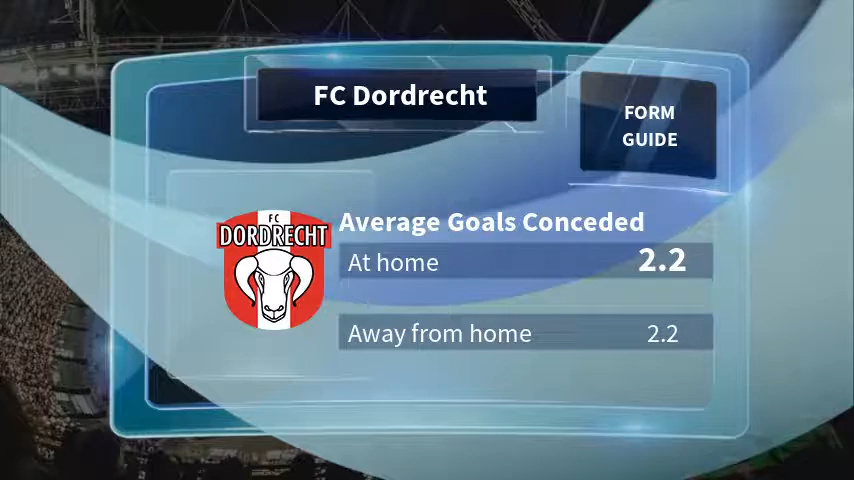 FC Dordrecht
FORM
GUIDE
FC
DORDRECHT
Average Goals Conceded
At home 2.2
Away from home 2.2